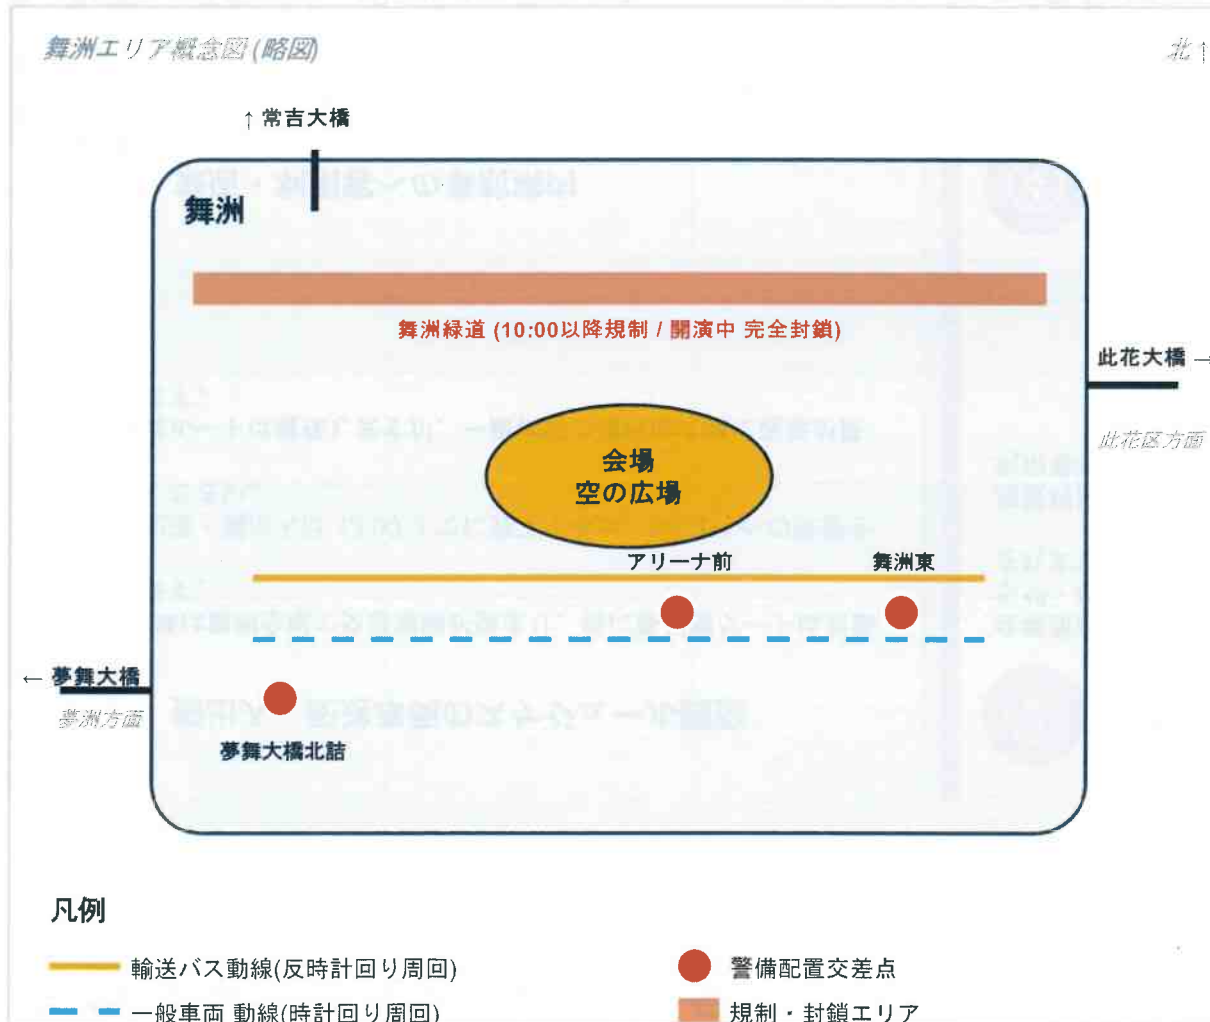 舞洲エリア概念図(略図)
北↑
↑ 常吉大橋
舞洲
舞洲緑道 (10:00以降規制 / 開演中 完全封鎖)
此花大橋 →
此花区方面
会場
空の広場
アリーナ前
舞洲東
← 夢舞大橋
夢洲方面
夢舞大橋北詰
凡例
輸送バス動線(反時計回り周回)
警備配置交差点
一般車両 動線(時計回り周回)
規制・封鎖エリア